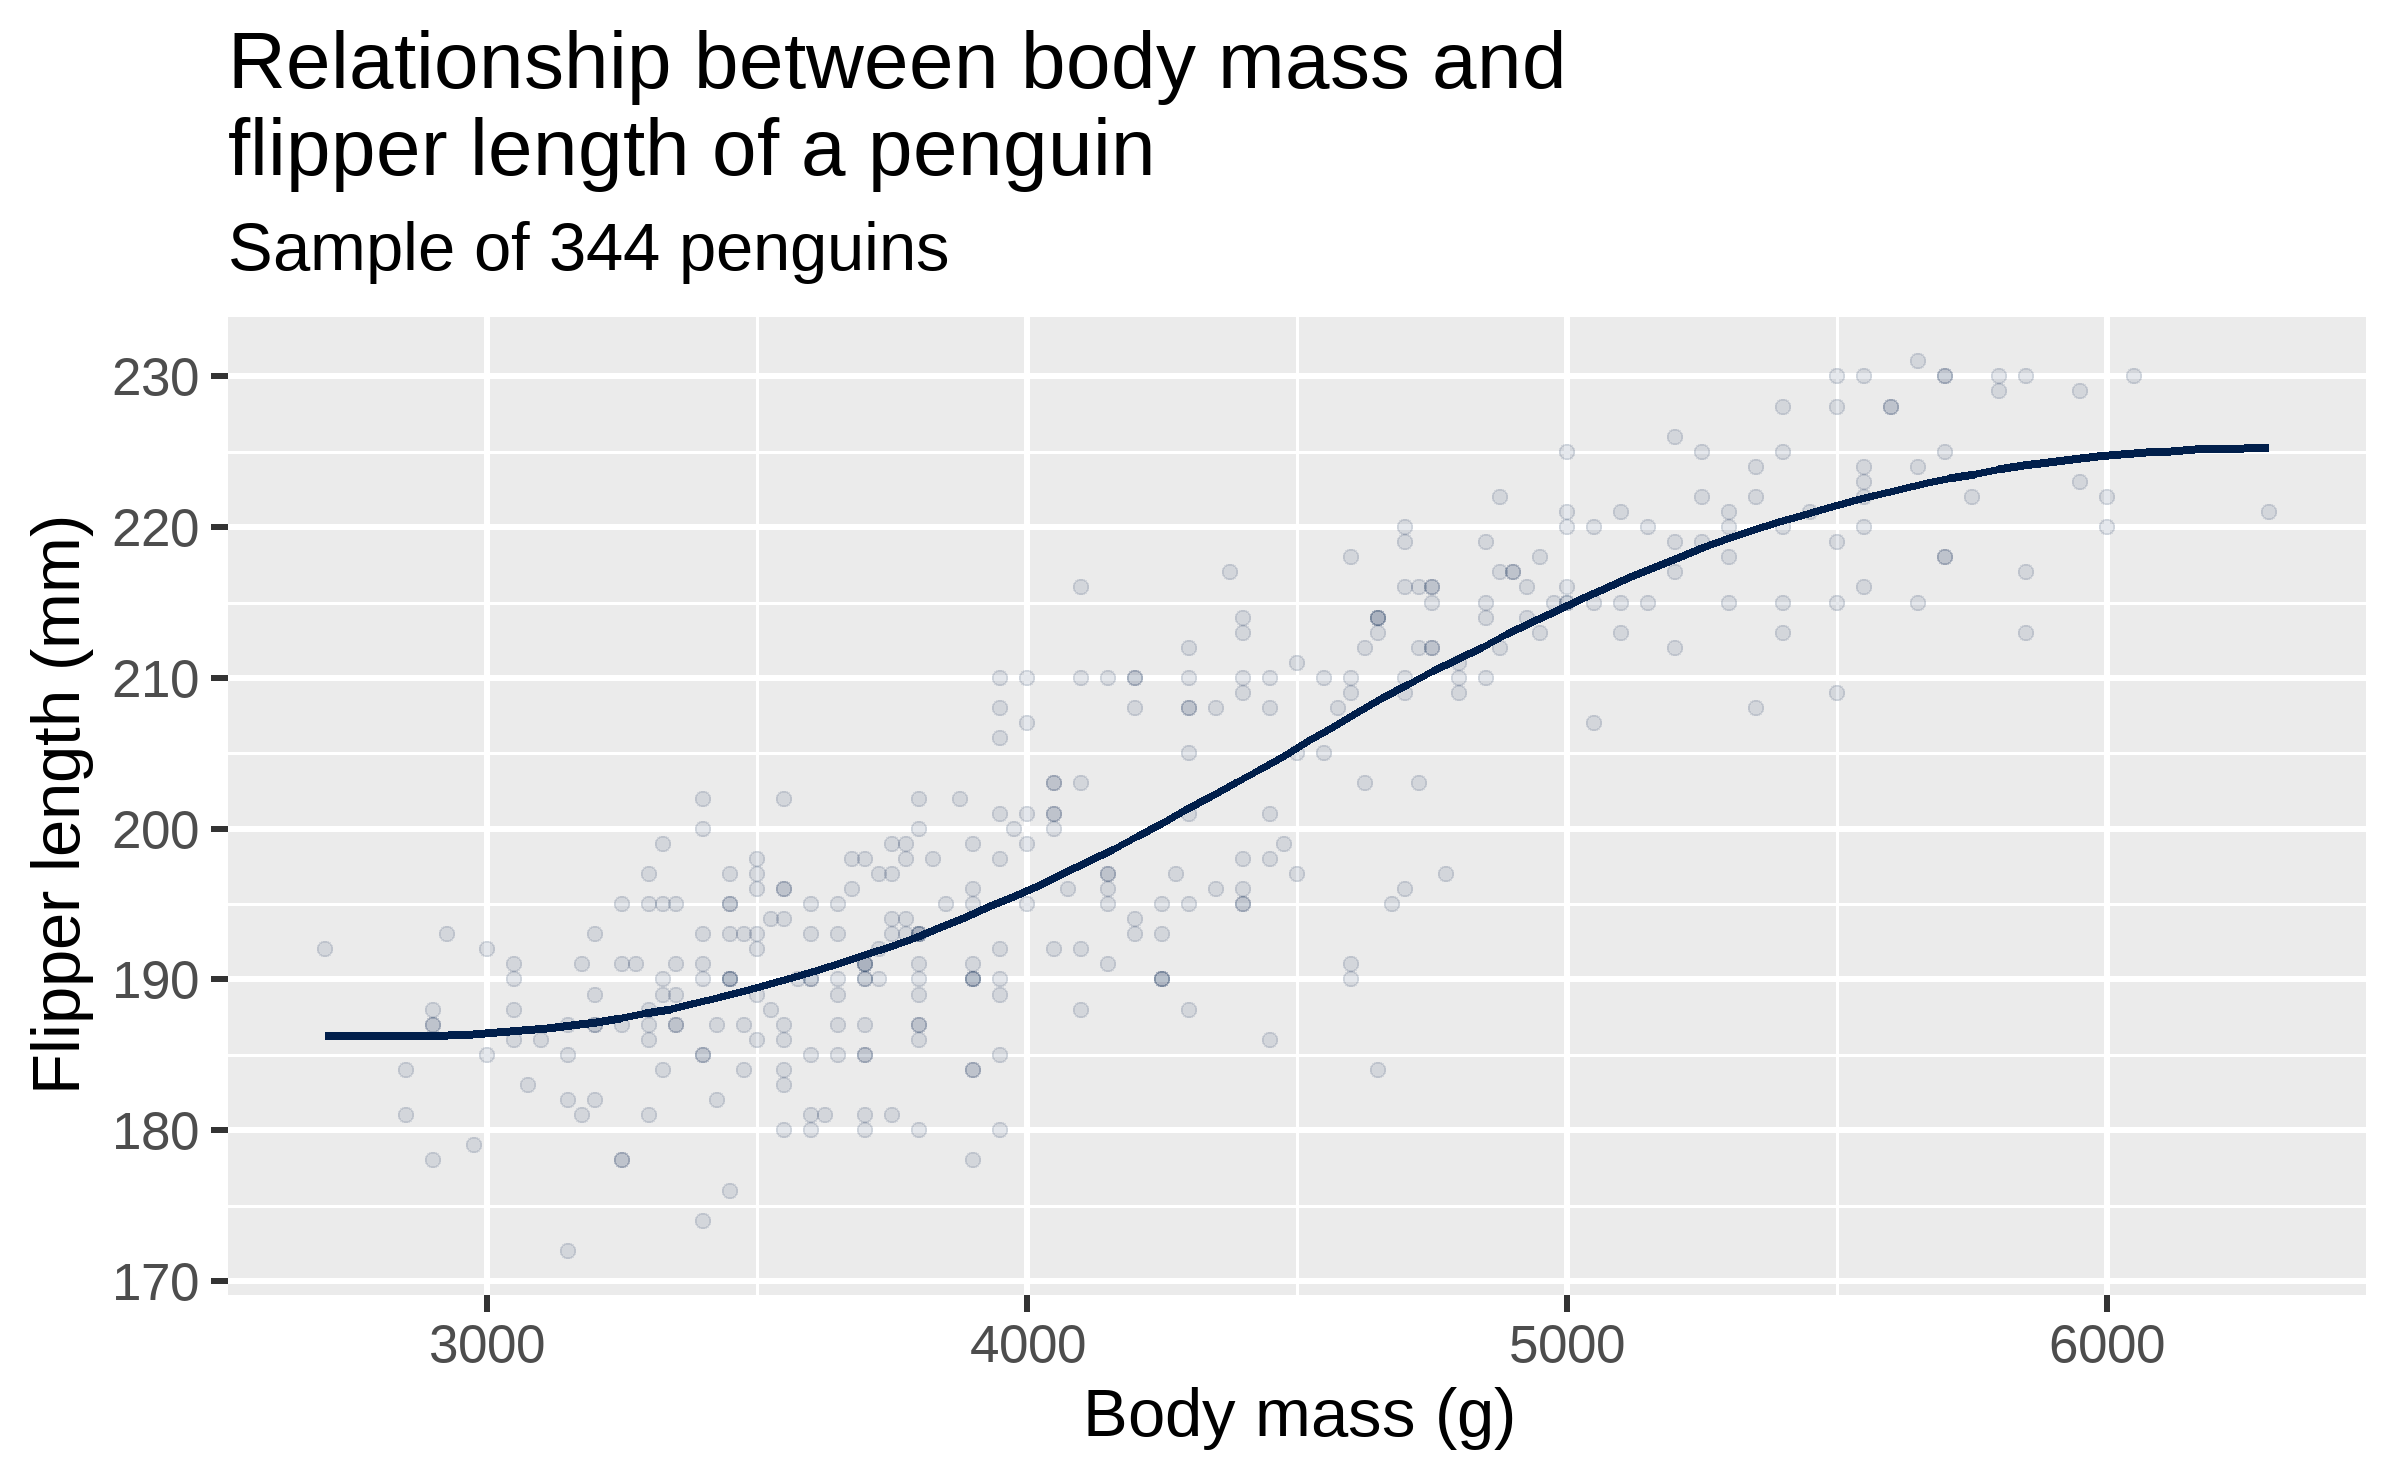 Relationship between body mass and
flipper length of a penguin
Sample of 344 penguins
Flipper length (mm)
230
220
210
200
190
180
170
3000 4000 5000 6000
Body mass (g)